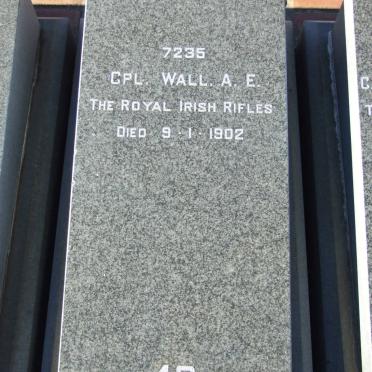 7235
CPL. WALL. A. E.
THE ROYAL IRISH RIFLES
DIED 9-1-1902